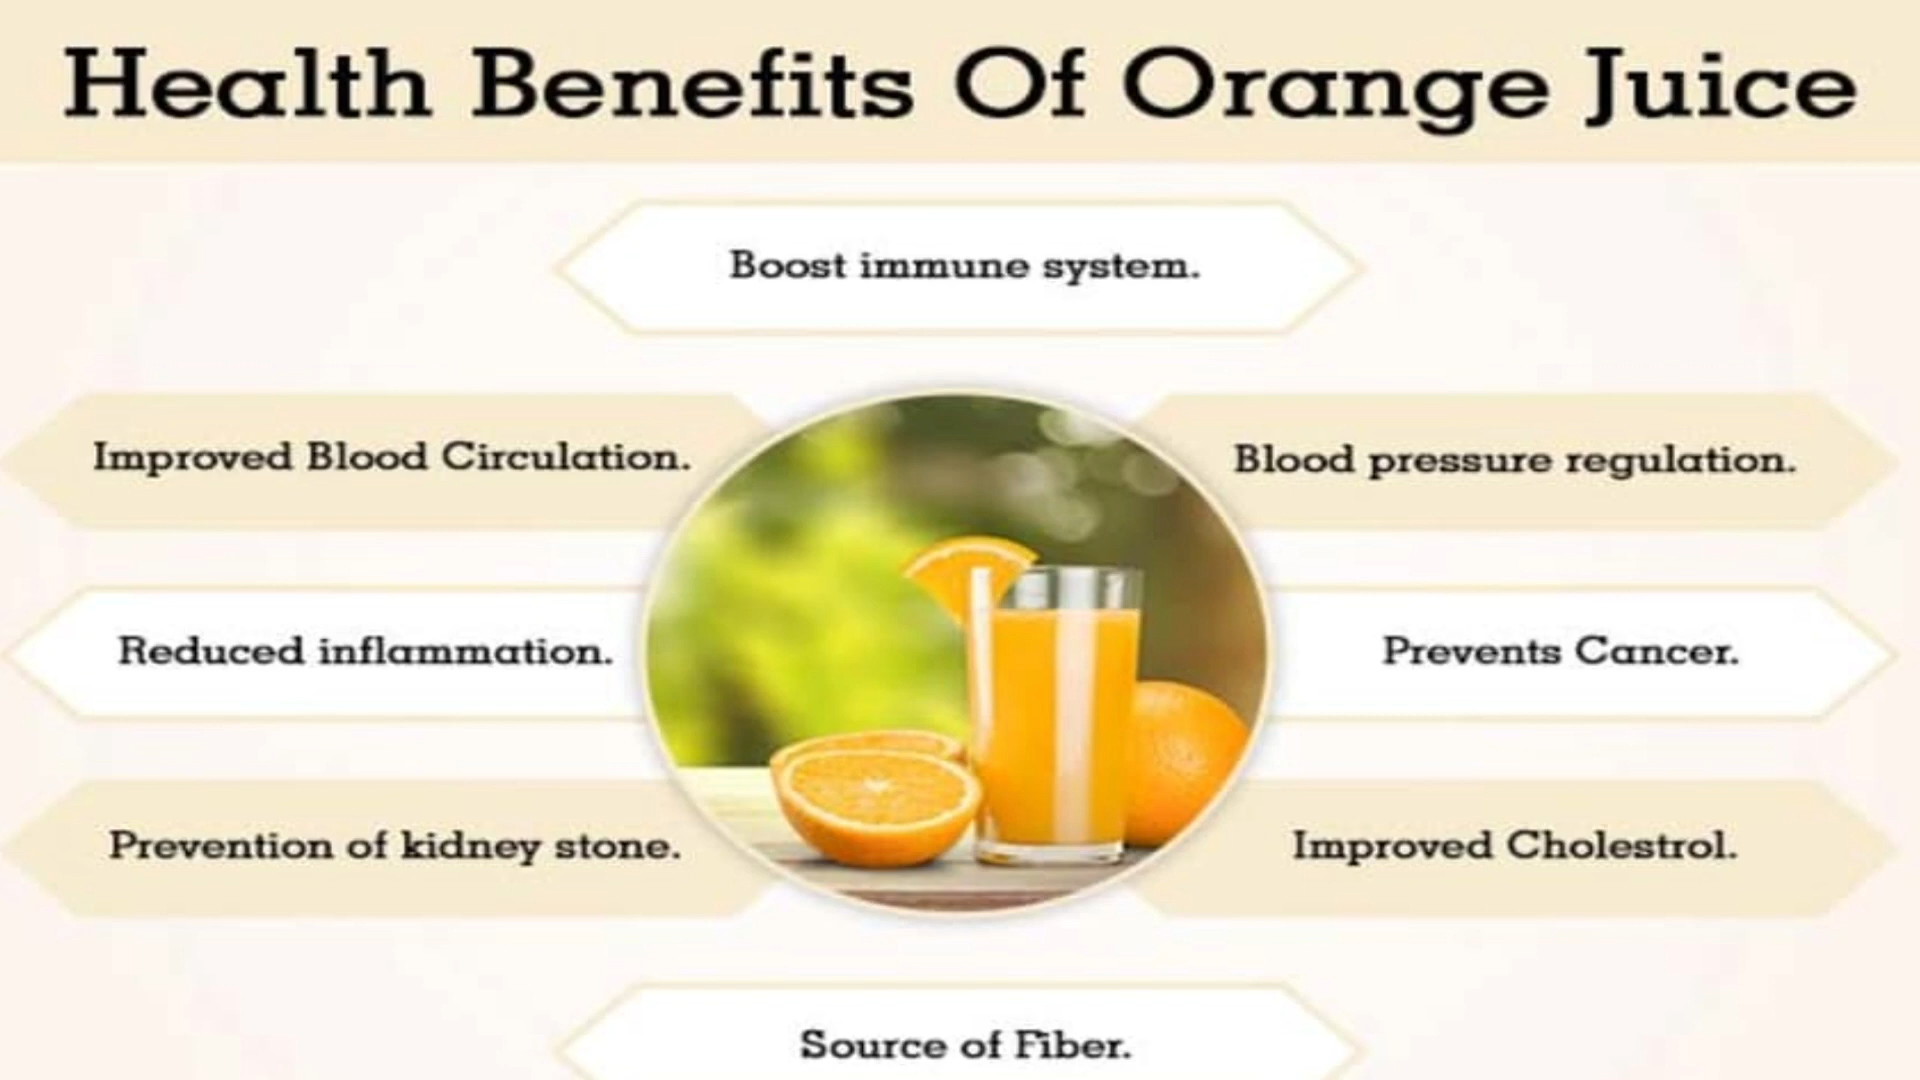 Health Benefits Of Orange Juice
Boost immune system.
Improved Blood Circulation.
Blood pressure regulation.
Reduced inflammation.
Prevents Cancer.
Prevention of kidney stone.
Improved Cholestrol.
Source of Fiber.